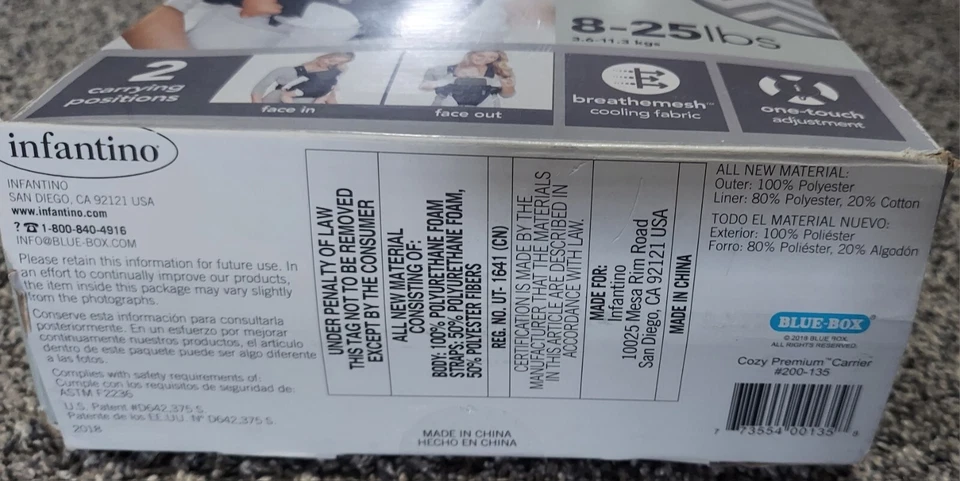 8-25lbs
3.6-11.3 kgs
2
carrying
positions
face in
face out
breathemesh™
cooling fabric
one-touch
adjustment
infantino
INFANTINO
SAN DIEGO, CA 92121 USA
www.infantino.com
? ☎ 1-800-840-4916
INFO@BLUE-BOX.COM
Please retain this information for future use. In
an effort to continually improve our products,
the item inside this package may vary slightly
from the photographs.
Conserve esta información para consultarla
posteriormente. En un esfuerzo por mejorar
continuamente nuestros productos, el artículo
dentro de este paquete puede ser algo diferente
a las fotos.
Complies with safety requirements of:
Cumple con los requisitos de seguridad de:
ASTM F2236
U.S. Patent #D642,375 S.
Patente de los EE.UU. N° D642,375 S.
2018
UNDER PENALTY OF LAW
THIS TAG NOT TO BE REMOVED
EXCEPT BY THE CONSUMER
ALL NEW MATERIAL
CONSISTING OF:
BODY: 100% POLYURETHANE FOAM
STRAPS: 50% POLYURETHANE FOAM,
50% POLYESTER FIBERS
REG. NO. UT. 1641 (CN)
CERTIFICATION IS MADE BY THE
MANUFACTURER THAT THE MATERIALS
IN THIS ARTICLE ARE DESCRIBED IN
ACCORDANCE WITH LAW.
MADE FOR:
Infantino
10025 Mesa Rim Road
San Diego, CA 92121 USA
MADE IN CHINA
MADE IN CHINA
HECHO EN CHINA
ALL NEW MATERIAL:
Outer: 100% Polyester
Liner: 80% Polyester, 20% Cotton
TODO EL MATERIAL NUEVO:
Exterior: 100% Poliéster
Forro: 80% Poliéster, 20% Algodón
BLUE-BOX®
© 2019 BLUE BOX.
ALL RIGHTS RESERVED.
Cozy Premium™ Carrier
#200-135
7 73554 00135 5